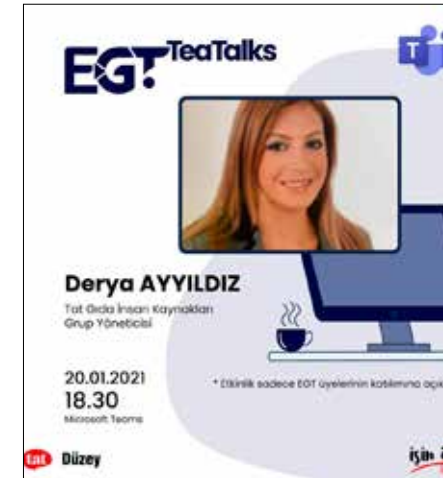 EGT TeaTalks
T
Derya AYYILDIZ
Tat Gıda İnsan Kaynakları
Grup Yöneticisi
20.01.2021
18.30
Microsoft Teams
* Etkinlik sadece EGT üyelerinin katılımına açık
tat Düzey
işin